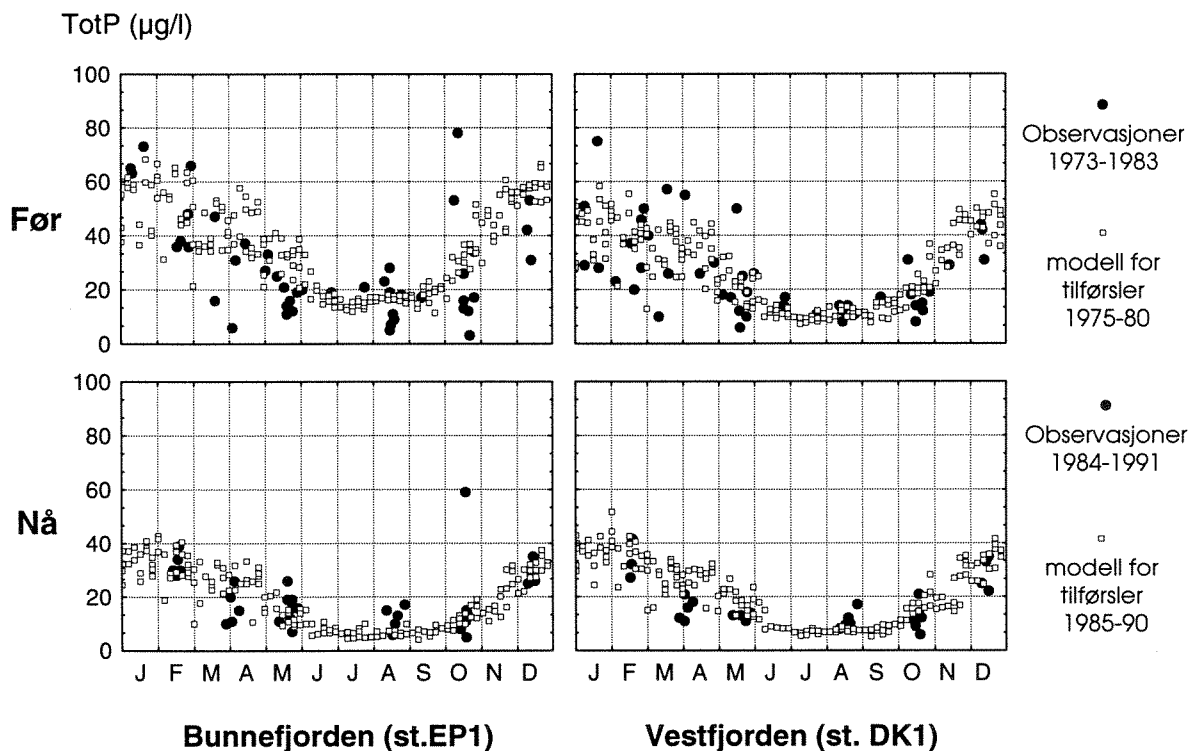 TotP (µg/l)
Før
100
80
60
40
20
0
Observasjoner
1973-1983
modell for
tilførsler
1975-80
Nå
100
80
60
40
20
0
J F M A M J J A S O N D
J F M A M J J A S O N D
Observasjoner
1984-1991
modell for
tilførsler
1985-90
Bunnefjorden (st.EP1)
Vestfjorden (st. DK1)